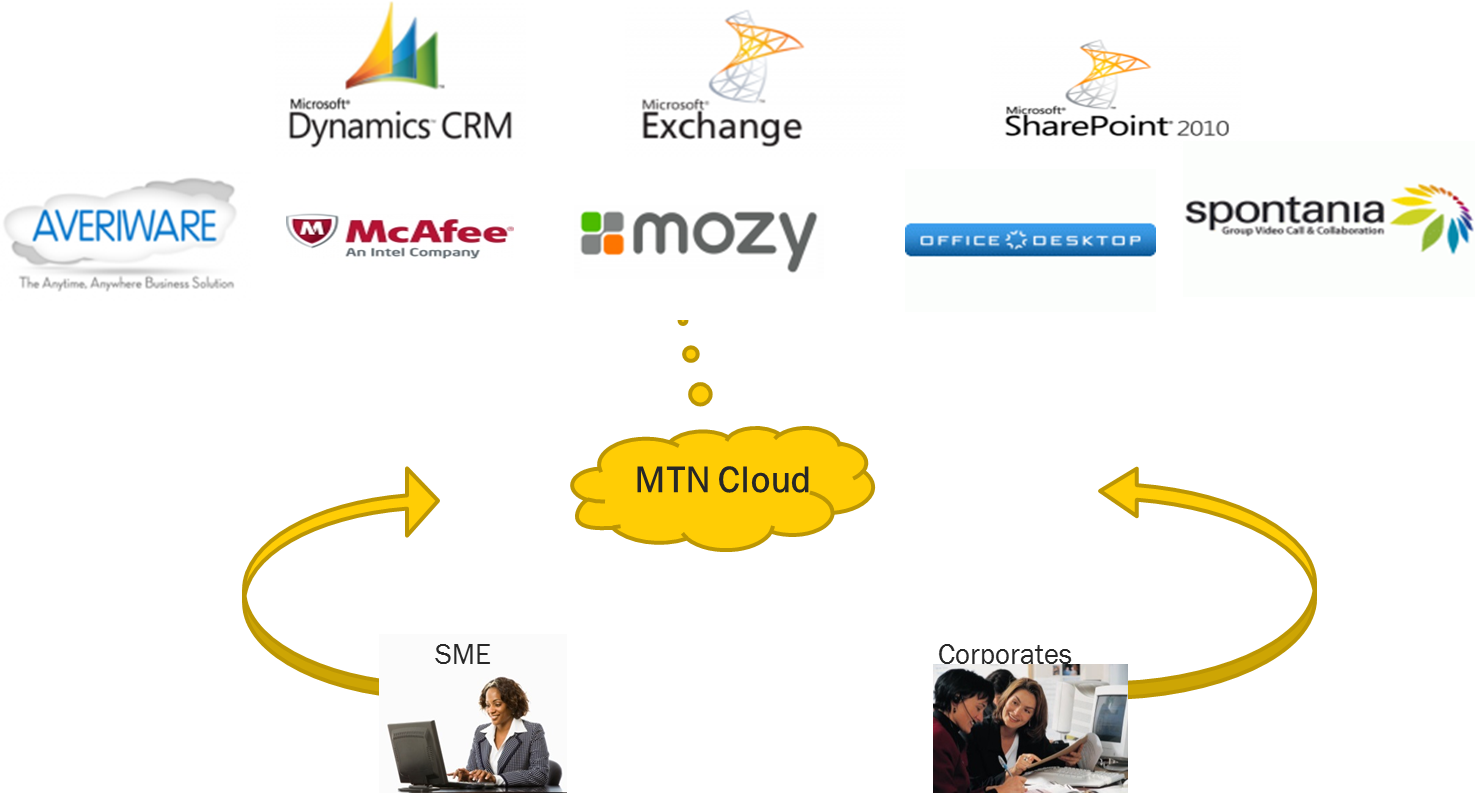 Microsoft®
Dynamics™ CRM
Microsoft®
Exchange
Microsoft®
SharePoint® 2010
AVERIWARE
The Anytime, Anywhere Business Solution
M
McAfee®
An Intel Company
mozy
OFFICE DESKTOP
spontania
Group Video Call & Collaboration
MTN Cloud
SME
Corporates